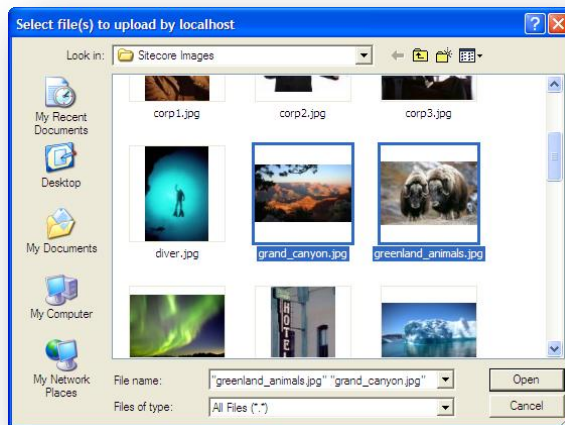 Select file(s) to upload by localhost
Look in:
Sitecore Images
My Recent
Documents
Desktop
My Documents
My Computer
My Network
Places
corp1.jpg
corp2.jpg
corp3.jpg
diver.jpg
grand_canyon.jpg
greenland_animals.jpg
HOTEL
File name:
"greenland_animals.jpg" "grand_canyon.jpg"
Open
Files of type:
All Files (*.*)
Cancel